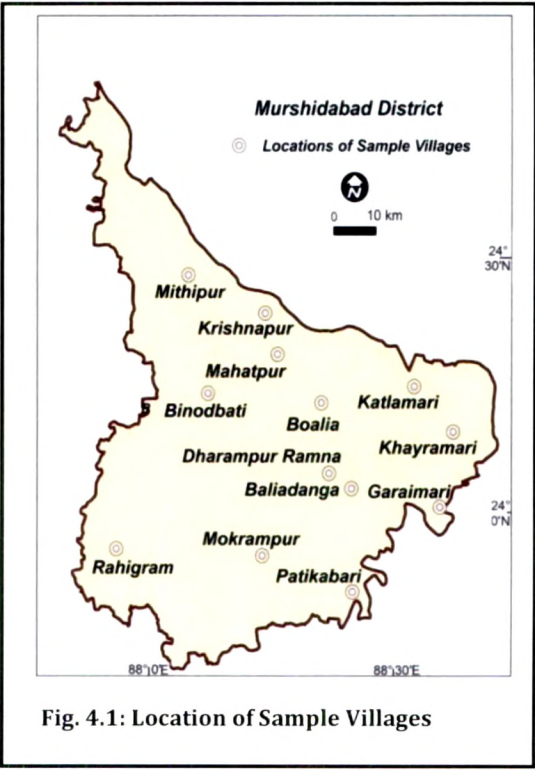 Murshidabad District
Locations of Sample Villages
N
0 10 km
24°
30'N
Mithipur
Krishnapur
Mahatpur
Katlamari
Binodbati
Boalia
Khayramari
Dharampur Ramna
Baliadanga
Garaimari
24°
0'N
Mokrampur
Rahigram
Patikabari
88°0'E
88°30'E
Fig. 4.1: Location of Sample Villages